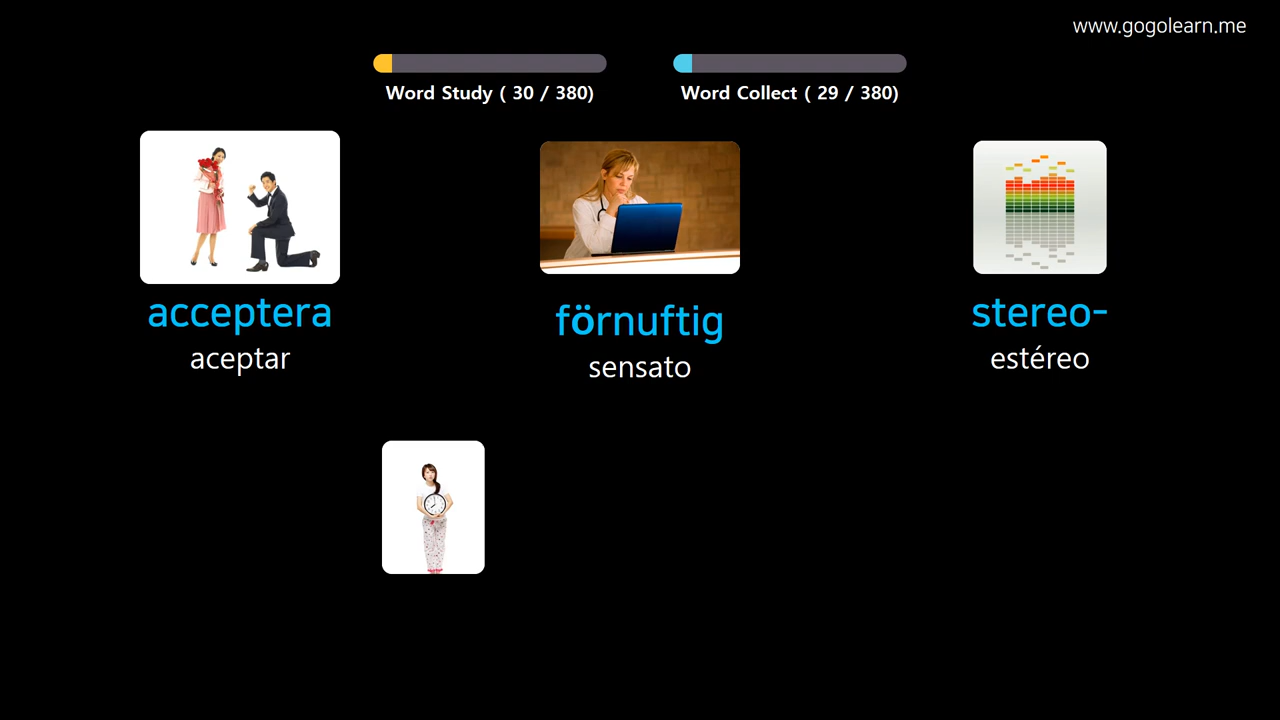 www.gogolearn.me
Word Study ( 30 / 380)
Word Collect ( 29 / 380)
acceptera
aceptar
förnuftig
sensato
stereo-
estéreo